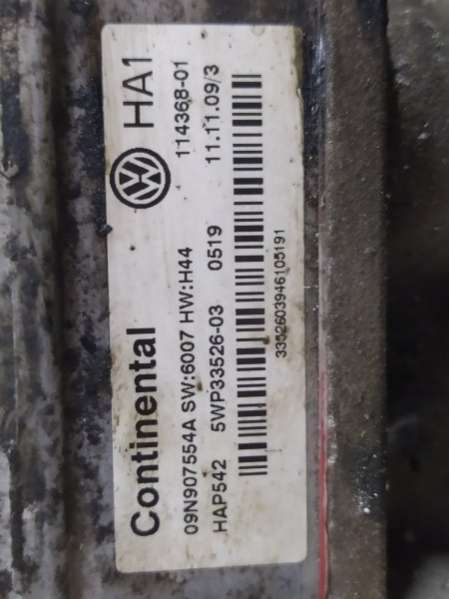 Continental
HA1
09N907554A SW:6007 HW:H44
114368-01
HAP542 5WP33526-03 0519
11.11.09/3
3352603946105191